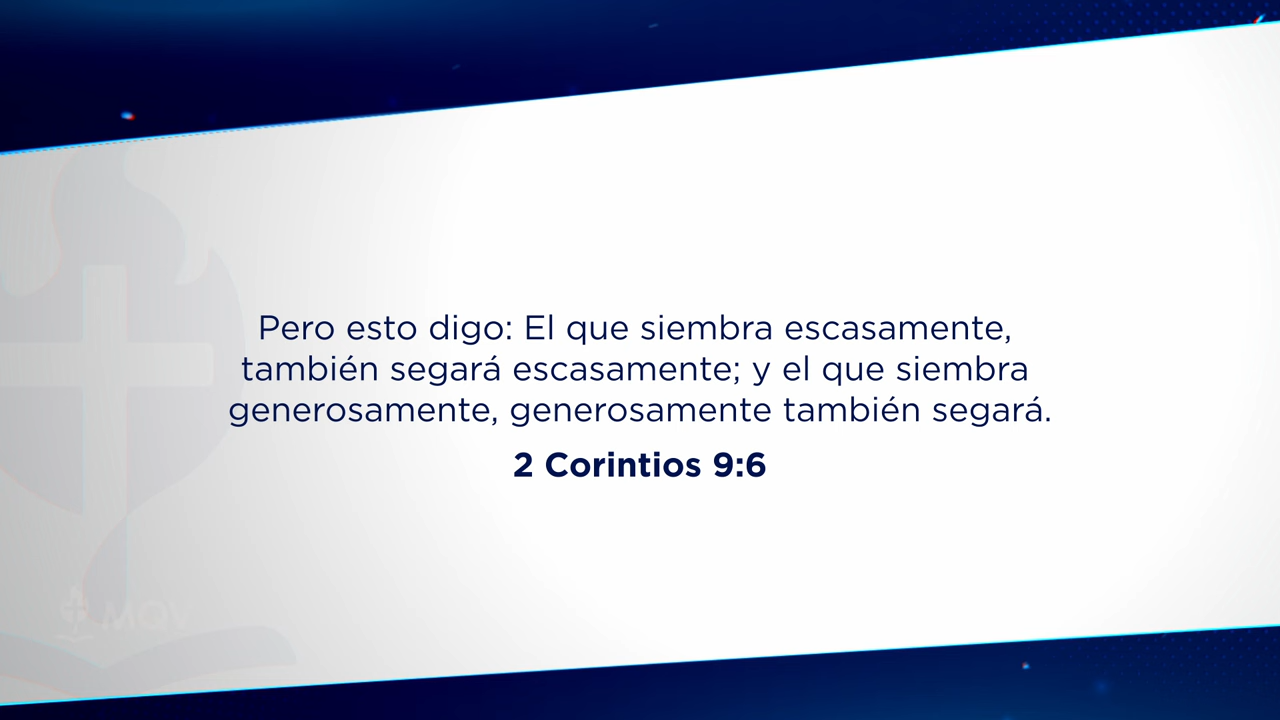 Pero esto digo: El que siembra escasamente,
también segará escasamente; y el que siembra
generosamente, generosamente también segará.
2 Corintios 9:6
MQV